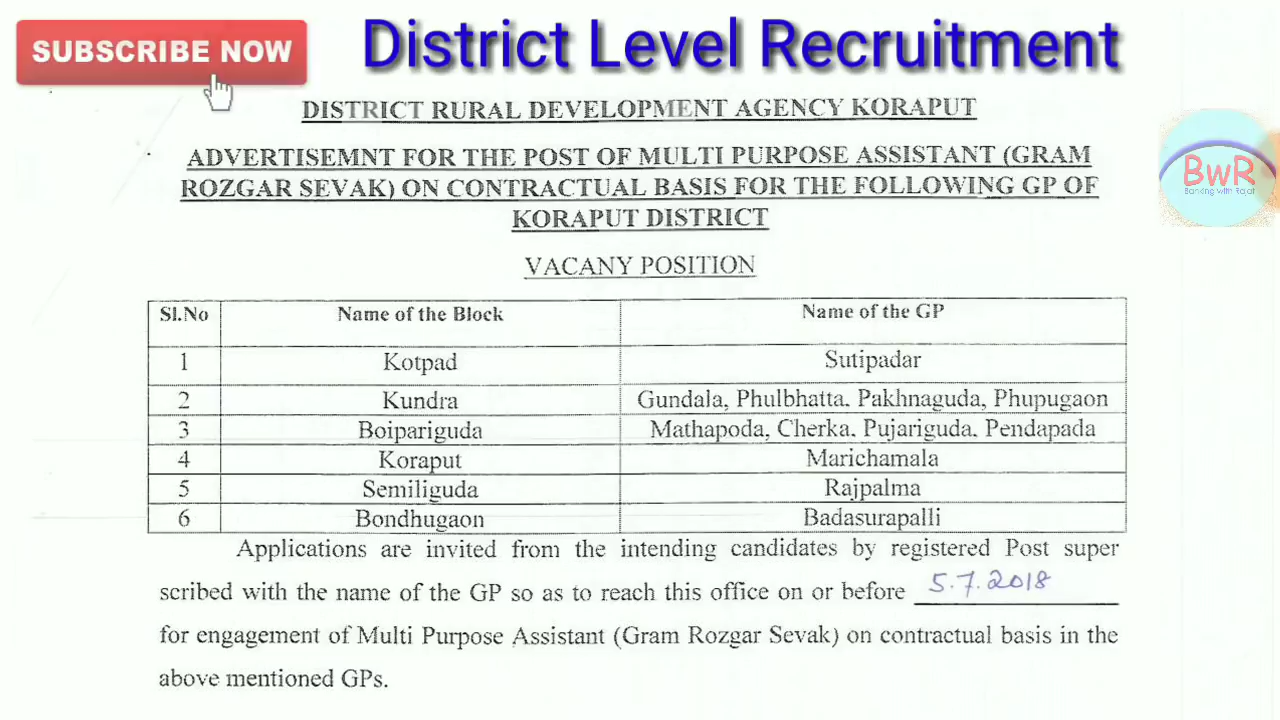 SUBSCRIBE NOW
District Level Recruitment
DISTRICT RURAL DEVELOPMENT AGENCY KORAPUT
ADVERTISEMNT FOR THE POST OF MULTI PURPOSE ASSISTANT (GRAM
ROZGAR SEVAK) ON CONTRACTUAL BASIS FOR THE FOLLOWING GP OF
KORAPUT DISTRICT
BwR
Banking with Rajat
VACANY POSITION
Sl.No Name of the Block Name of the GP
1 Kotpad Sutipadar
2 Kundra Gundala, Phulbhatta. Pakhnaguda, Phupugaon
3 Boipariguda Mathapoda, Cherka. Pujariguda. Pendapada
4 Koraput Marichamala
5 Semiliguda Rajpalma
6 Bondhugaon Badasurapalli
Applications are invited from the intending candidates by registered Post super
scribed with the name of the GP so as to reach this office on or before 5.7.2018
for engagement of Multi Purpose Assistant (Gram Rozgar Sevak) on contractual basis in the
above mentioned GPs.